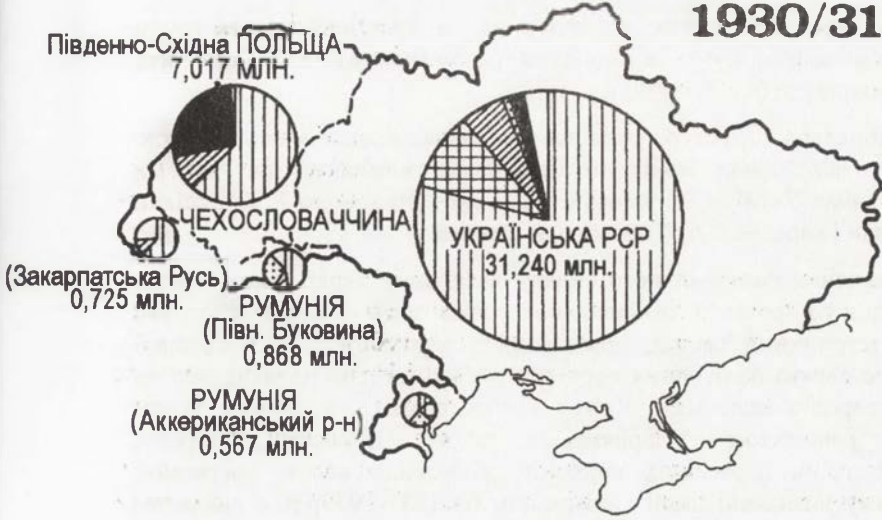 1930/31
Південно-Східна ПОЛЬЩА
7,017 МЛН.
ЧЕХОСЛОВАЧЧИНА
(Закарпатська Русь)
0,725 млн.
УКРАЇНСЬКА РСР
31,240 млн.
РУМУНІЯ
(Півн. Буковина)
0,868 млн.
РУМУНІЯ
(Аккериканський р-н)
0,567 млн.